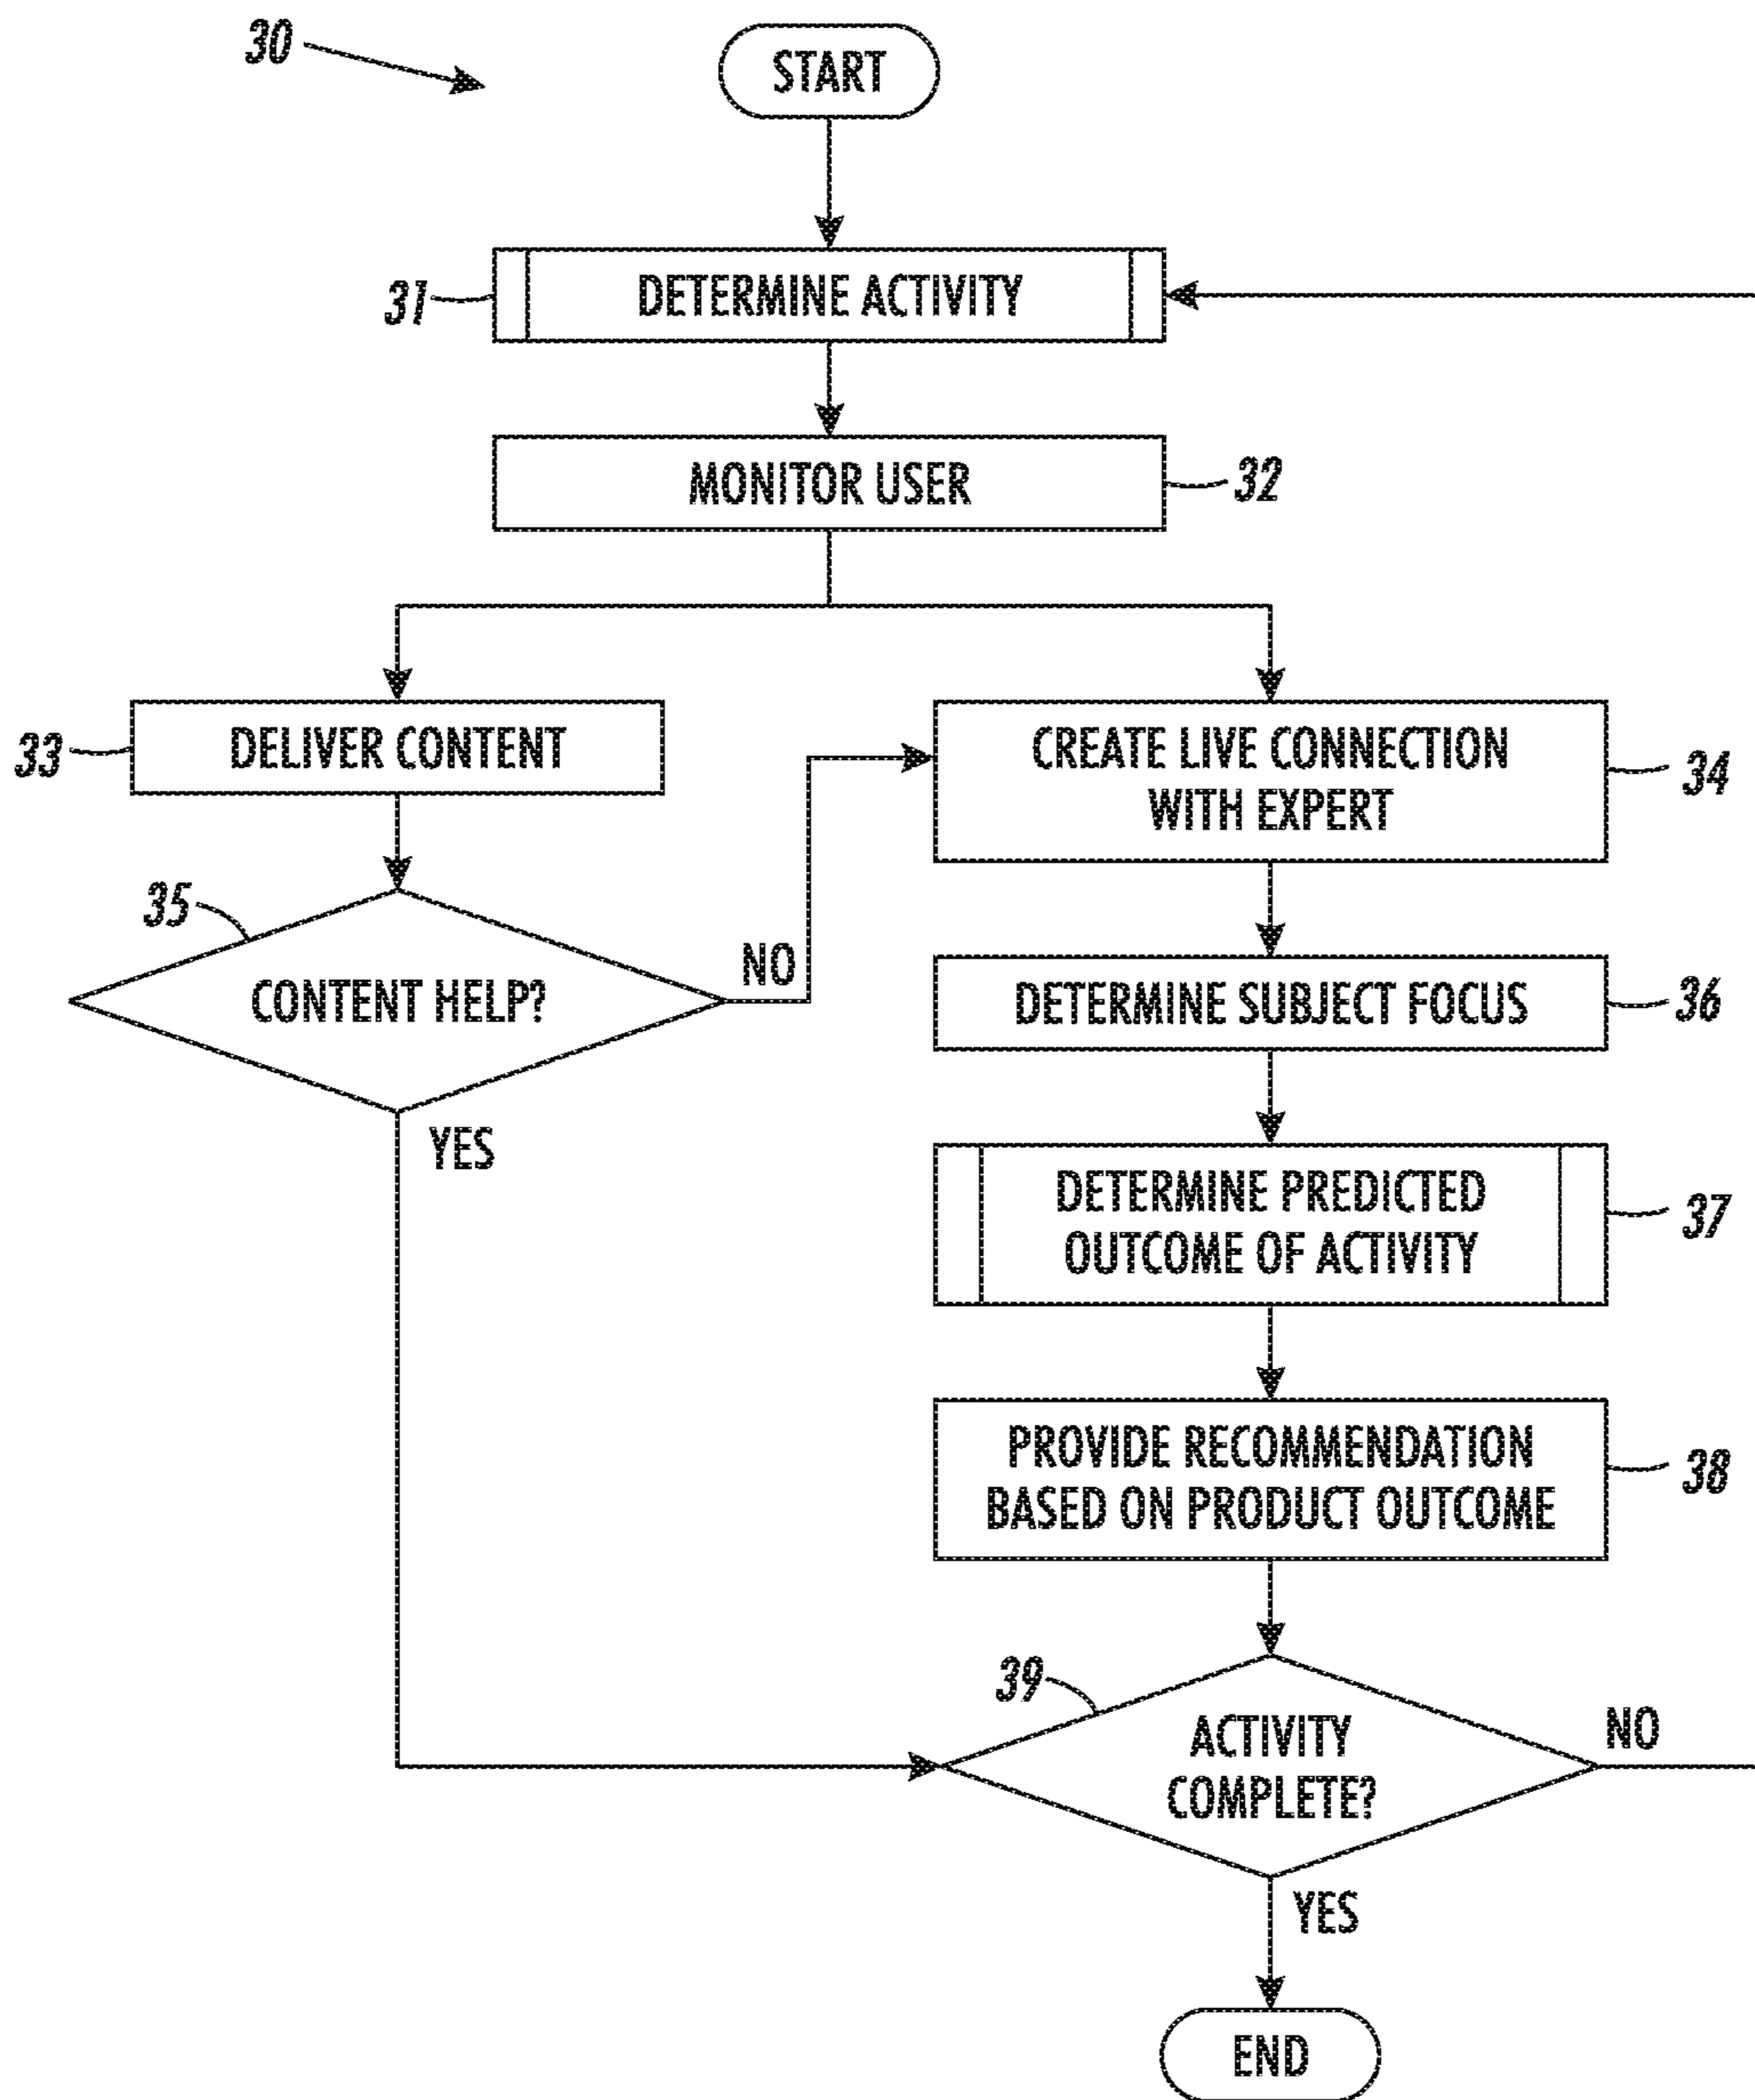 30
START
31
DETERMINE ACTIVITY
MONITOR USER
32
33
DELIVER CONTENT
CREATE LIVE CONNECTION
WITH EXPERT
34
35
CONTENT HELP?
NO
YES
DETERMINE SUBJECT FOCUS
36
DETERMINE PREDICTED
OUTCOME OF ACTIVITY
37
PROVIDE RECOMMENDATION
BASED ON PRODUCT OUTCOME
38
39
ACTIVITY
COMPLETE?
NO
YES
END